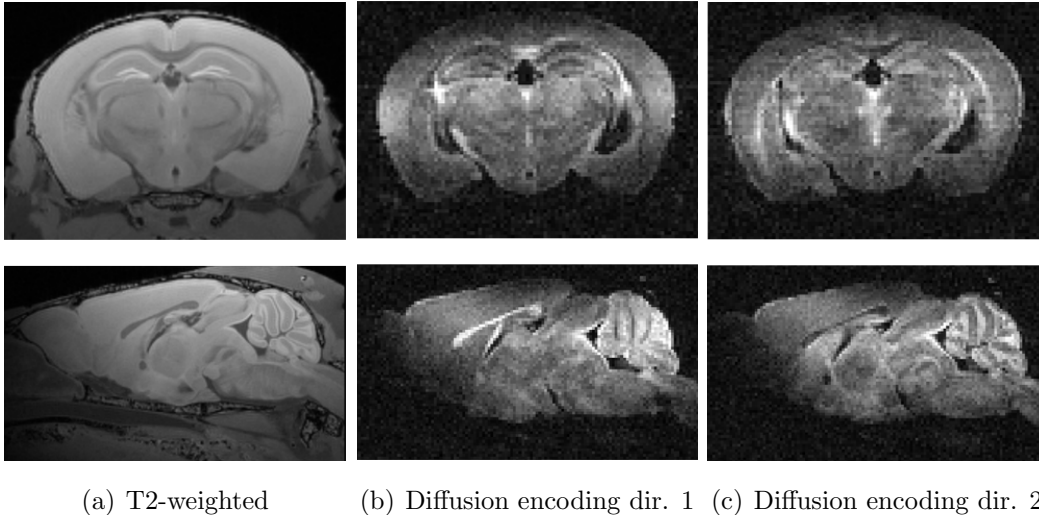 (a) T2-weighted
(b) Diffusion encoding dir. 1
(c) Diffusion encoding dir. 2